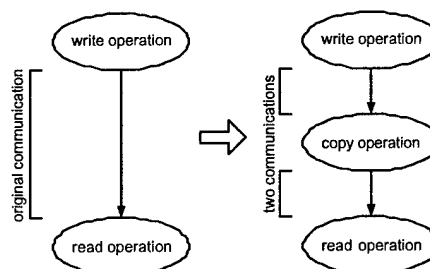 write operation
original communication
read operation
write operation
two communications
copy operation
read operation